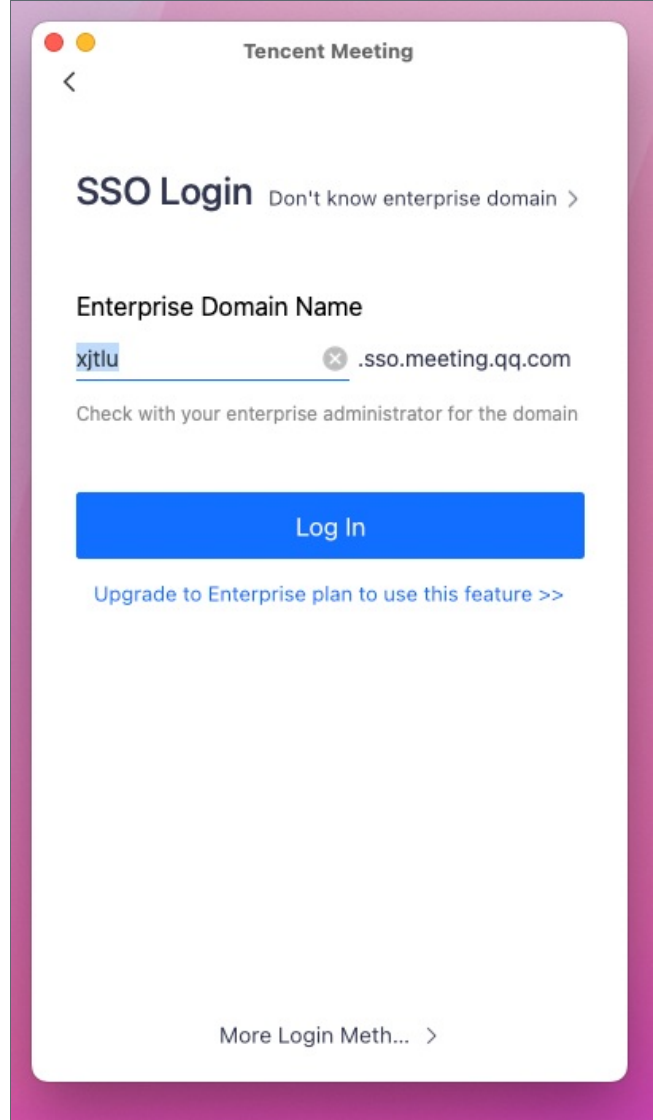 Tencent Meeting
SSO Login Don't know enterprise domain >
Enterprise Domain Name
xjtlu .sso.meeting.qq.com
Check with your enterprise administrator for the domain
Log In
Upgrade to Enterprise plan to use this feature >>
More Login Meth... >